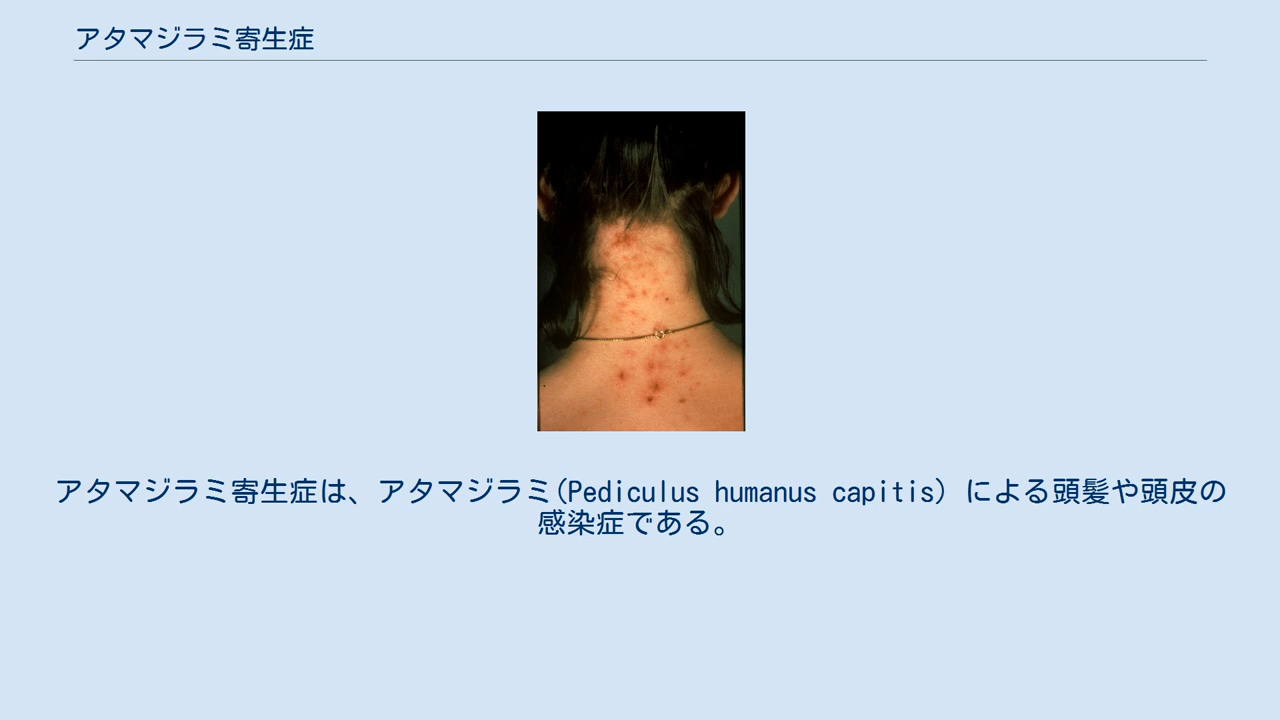 アタマジラミ寄生症
アタマジラミ寄生症は、アタマジラミ(Pediculus humanus capitis) による頭髪や頭皮の
感染症である。